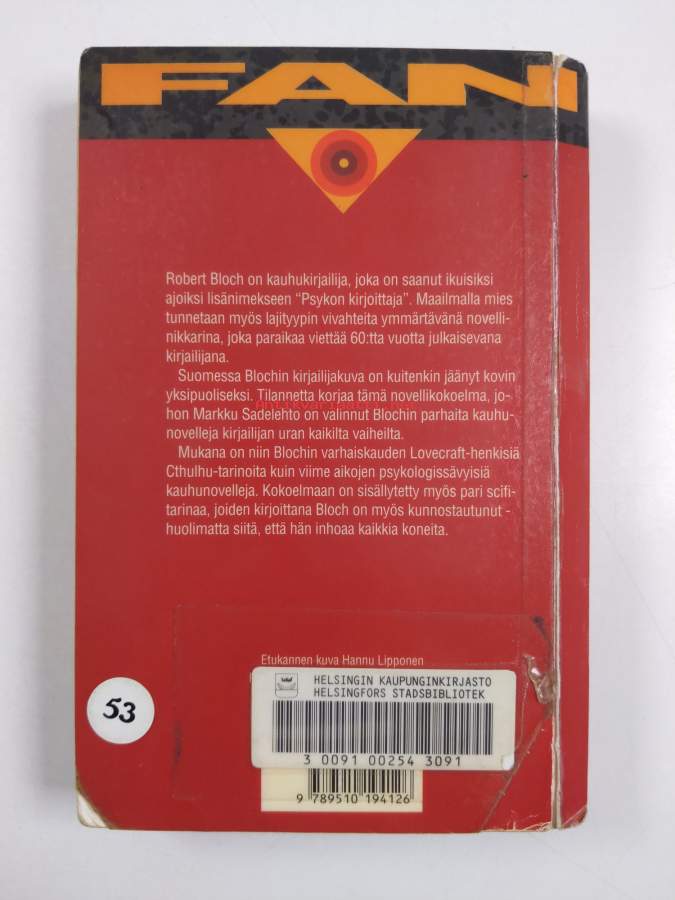 FAN
Robert Bloch on kauhukirjailija, joka on saanut ikuisiksi
ajoiksi lisänimekseen "Psykon kirjoittaja". Maailmalla mies
tunnetaan myös lajityypin vivahteita ymmärtävänä novelli-
nikkarina, joka paraikaa viettää 60:tta vuotta julkaisevana
kirjailijana.
Suomessa Blochin kirjailijakuva on kuitenkin jäänyt kovin
yksipuoliseksi. Tilannetta korjaa tämä novellikokoelma, jo-
hon Markku Sadelehto on valinnut Blochin parhaita kauhu-
novelleja kirjailijan uran kaikilta vaiheilta.
Mukana on niin Blochin varhaiskauden Lovecraft-henkisiä
Cthulhu-tarinoita kuin viime aikojen psykologissävyisiä
kauhunovelleja. Kokoelmaan on sisällytetty myös pari scifi-
tarinaa, joiden kirjoittana Bloch on myös kunnostautunut -
huolimatta siitä, että hän inhoaa kaikkia koneita.
Etukannen kuva Hannu Lipponen
HELSINGIN KAUPUNGINKIRJASTO
HELSINGFORS STADSBIBLIOTEK
3 0091 00254 3091
53
9 789510 194126